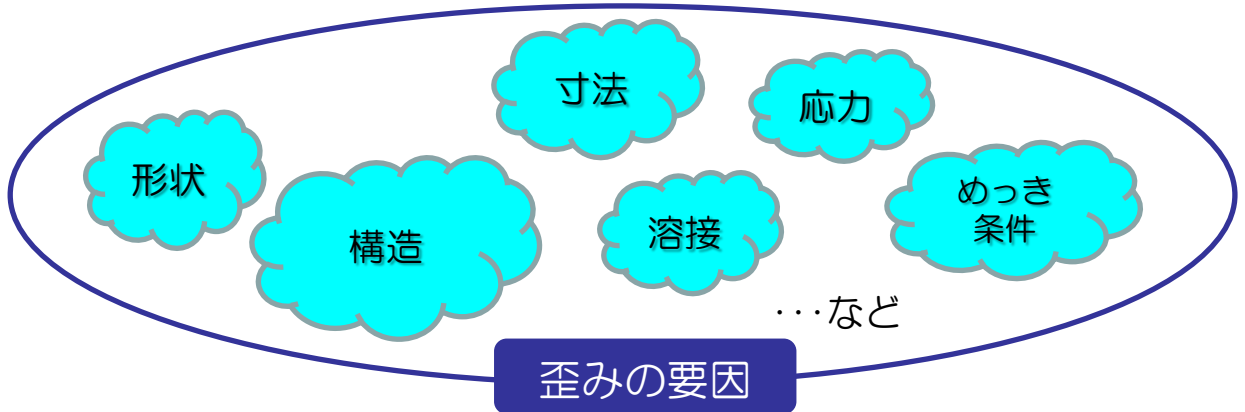 寸法
応力
形状
構造
溶接
めっき
条件
···など
歪みの要因